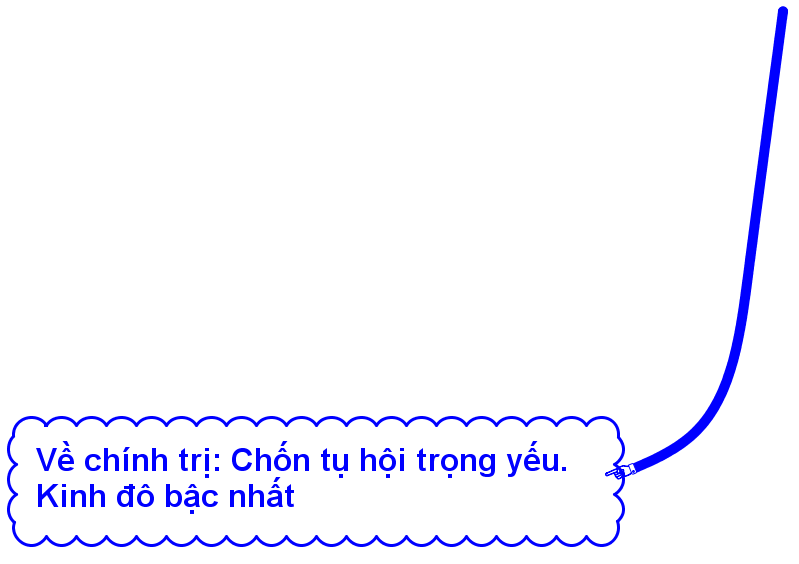 Về chính trị: Chốn tụ hội trọng yếu.
Kinh đô bậc nhất